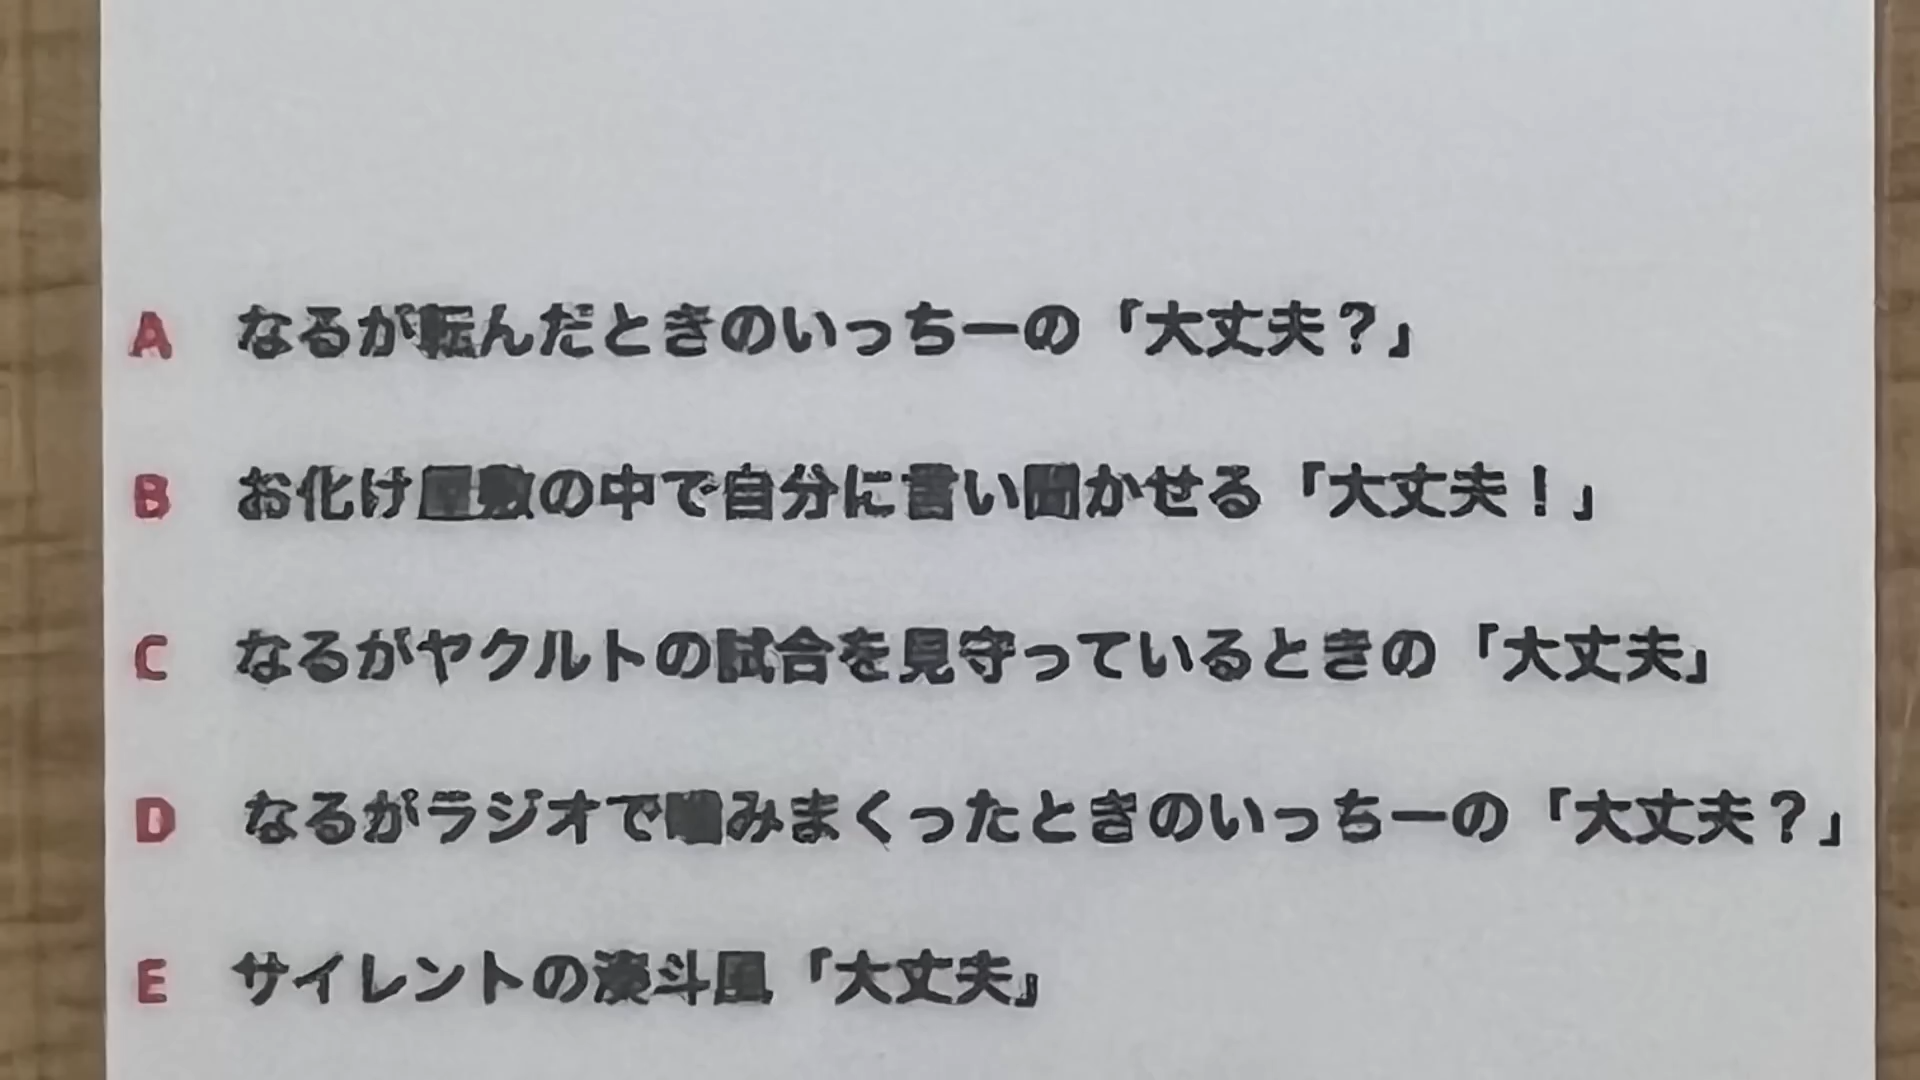 A なるが転んだときのいっちーの「大丈夫？」
B お化け屋敷の中で自分に言い聞かせる「大丈夫！」
C なるがヤクルトの試合を見守っているときの「大丈夫」
D なるがラジオで噛みまくったときのいっちーの「大丈夫？」
E サイレントの湊斗風「大丈夫」